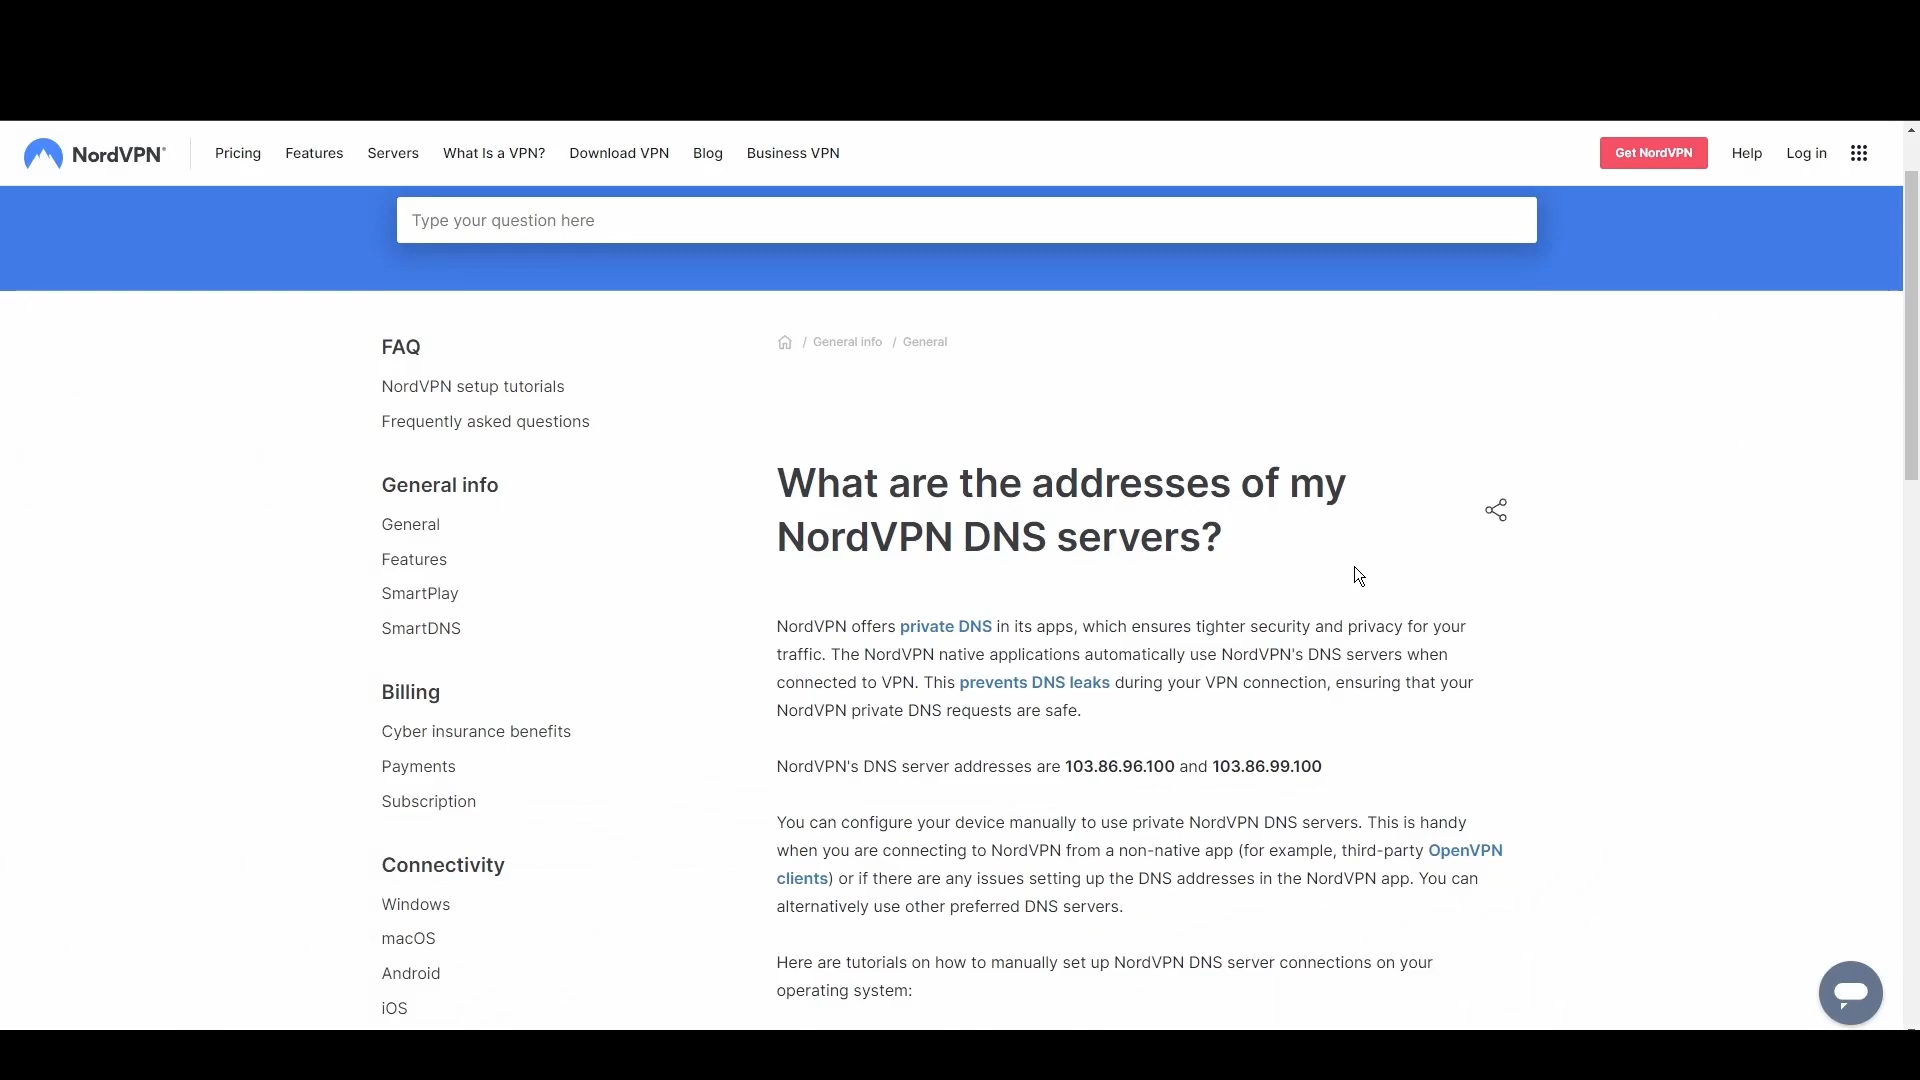 NordVPN®
Pricing
Features
Servers
What Is a VPN?
Download VPN
Blog
Business VPN
Get NordVPN
Help
Log in
Type your question here
FAQ
NordVPN setup tutorials
Frequently asked questions
General info
General
Features
SmartPlay
SmartDNS
Billing
Cyber insurance benefits
Payments
Subscription
Connectivity
Windows
macOS
Android
iOS
/ General info / General
What are the addresses of my
NordVPN DNS servers?
NordVPN offers private DNS in its apps, which ensures tighter security and privacy for your
traffic. The NordVPN native applications automatically use NordVPN's DNS servers when
connected to VPN. This prevents DNS leaks during your VPN connection, ensuring that your
NordVPN private DNS requests are safe.
NordVPN's DNS server addresses are 103.86.96.100 and 103.86.99.100
You can configure your device manually to use private NordVPN DNS servers. This is handy
when you are connecting to NordVPN from a non-native app (for example, third-party OpenVPN
clients) or if there are any issues setting up the DNS addresses in the NordVPN app. You can
alternatively use other preferred DNS servers.
Here are tutorials on how to manually set up NordVPN DNS server connections on your
operating system: